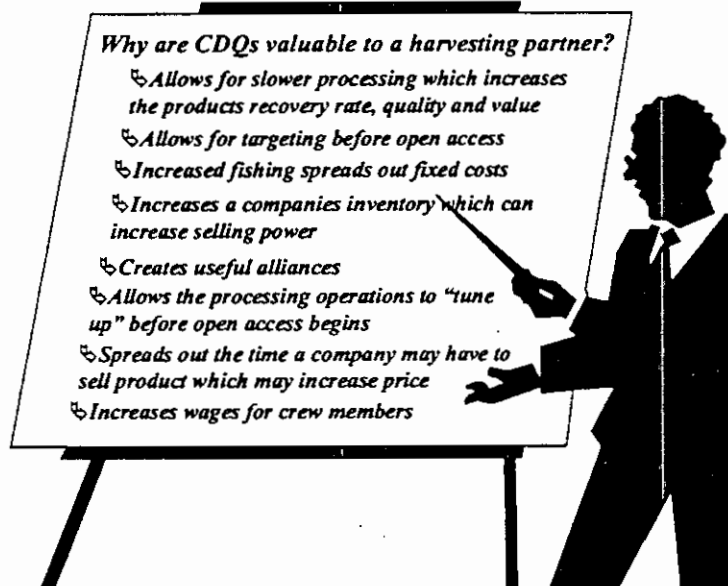 Why are CDQs valuable to a harvesting partner?
Allows for slower processing which increases
the products recovery rate, quality and value
Allows for targeting before open access
Increased fishing spreads out fixed costs
Increases a companies inventory which can
increase selling power
Creates useful alliances
Allows the processing operations to "tune
up" before open access begins
Spreads out the time a company may have to
sell product which may increase price
Increases wages for crew members